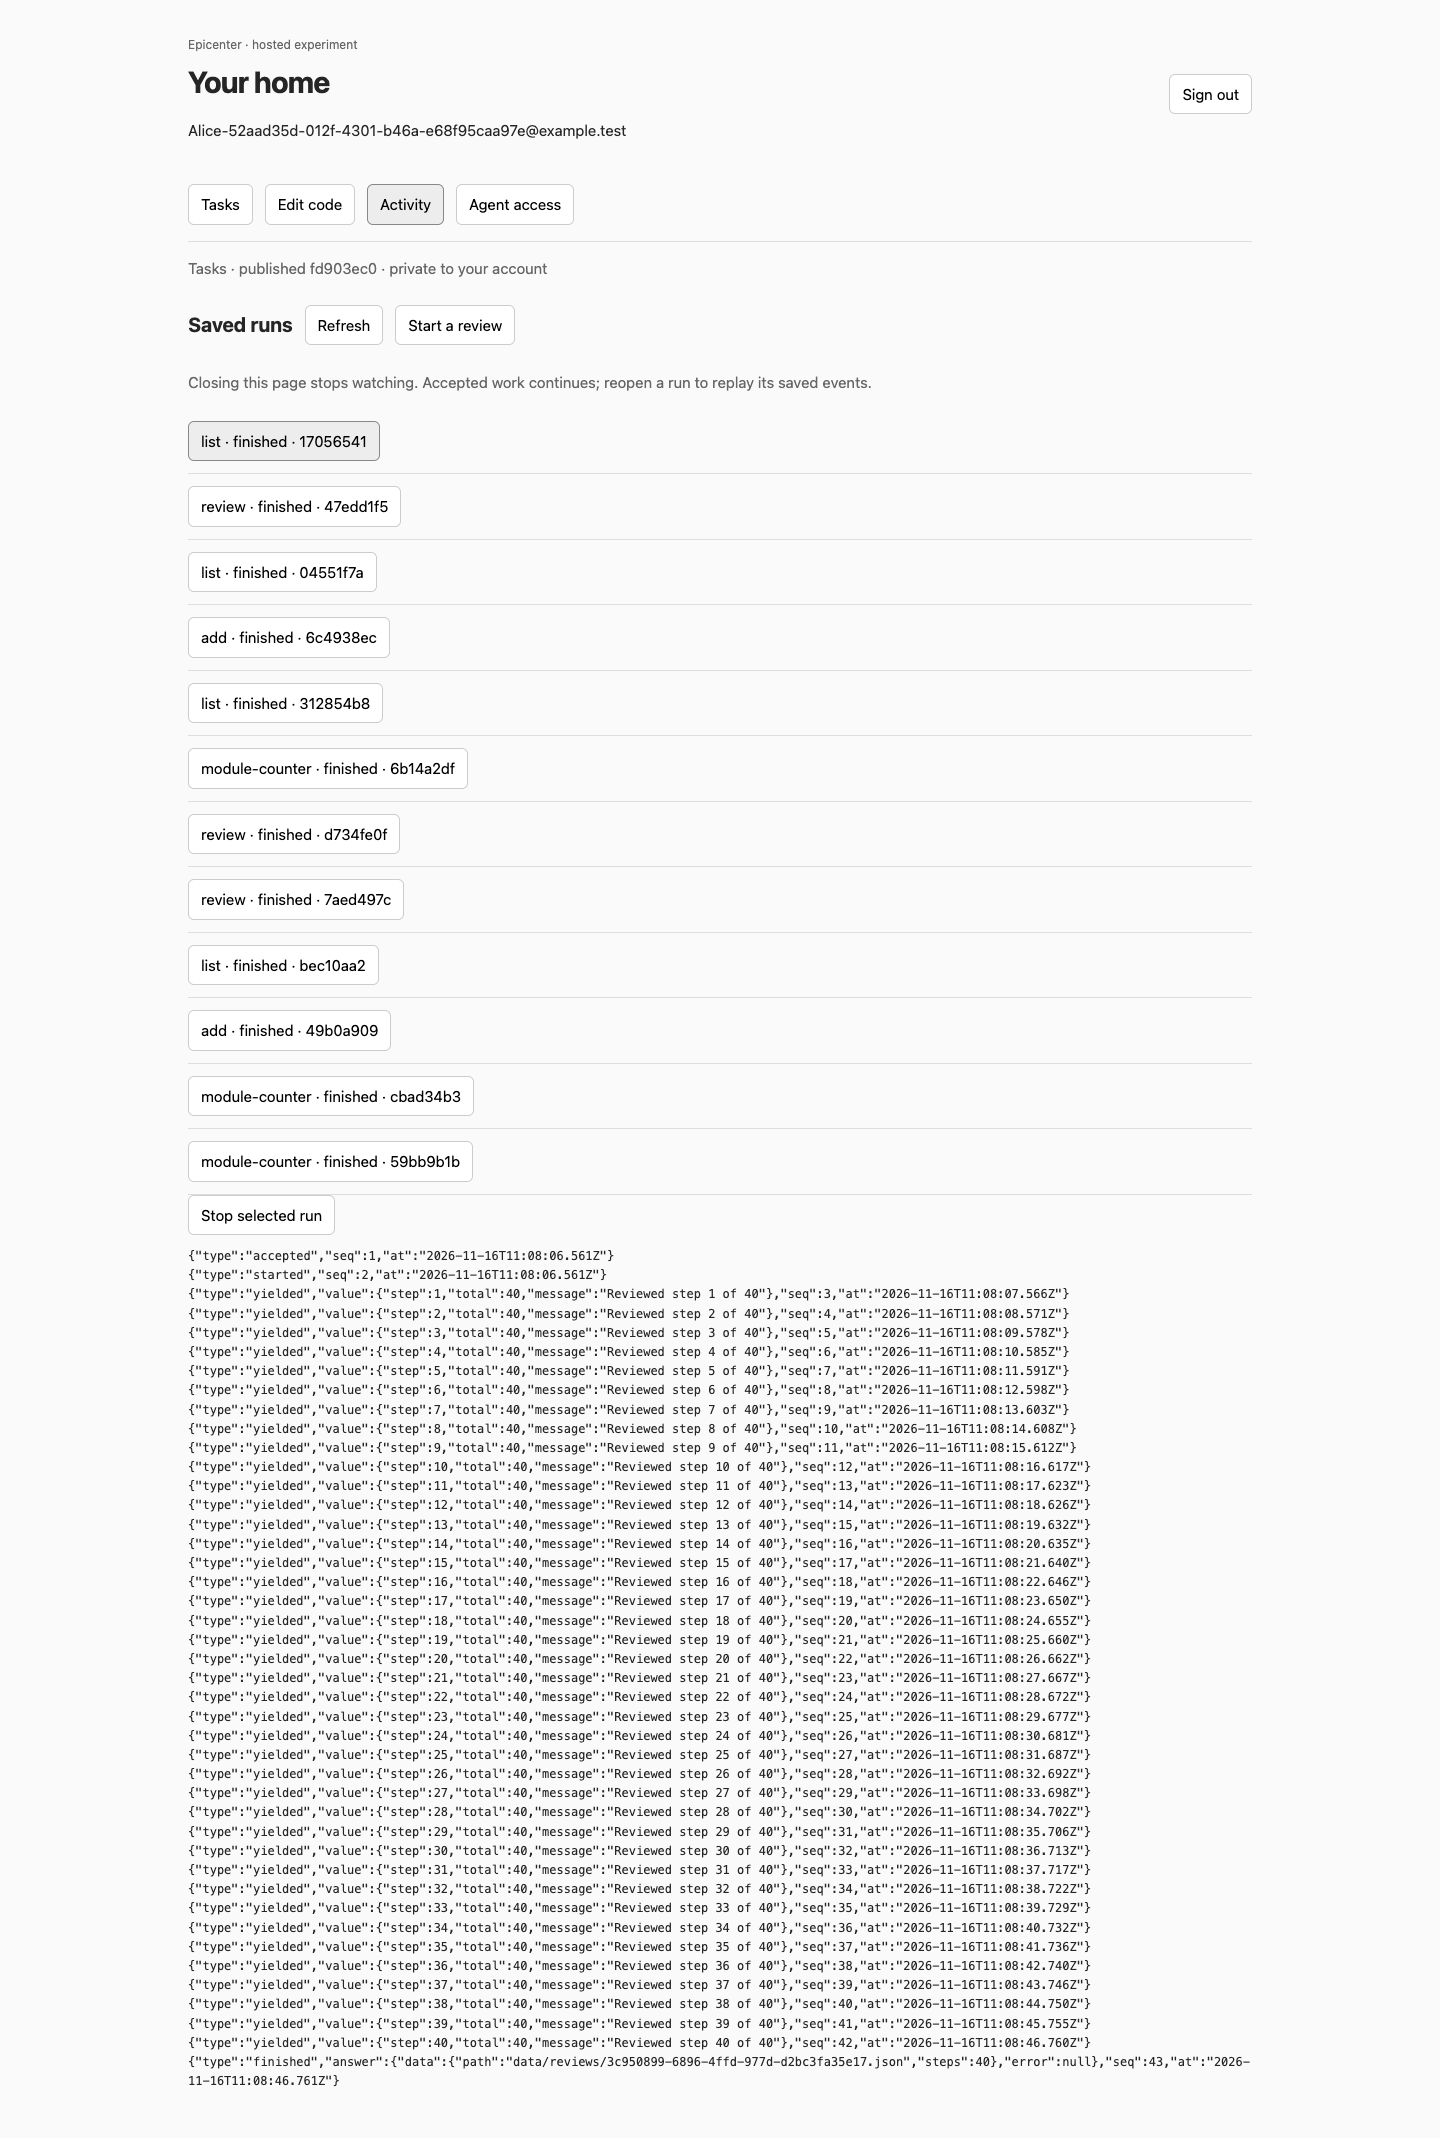 Epicenter · hosted experiment
Your home
Sign out
Alice-52aad35d-012f-4301-b46a-e68f95caa97e@example.test
Tasks Edit code Activity Agent access
Tasks · published fd903ec0 · private to your account
Saved runs Refresh Start a review
Closing this page stops watching. Accepted work continues; reopen a run to replay its saved events.
list · finished · 17056541
review · finished · 47edd1f5
list · finished · 04551f7a
add · finished · 6c4938ec
list · finished · 312854b8
module-counter · finished · 6b14a2df
review · finished · d734fe0f
review · finished · 7aed497c
list · finished · bec10aa2
add · finished · 49b0a909
module-counter · finished · cbad34b3
module-counter · finished · 59bb9b1b
Stop selected run
{"type":"accepted","seq":1,"at":"2026-11-16T11:08:06.561Z"}
{"type":"started","seq":2,"at":"2026-11-16T11:08:06.561Z"}
{"type":"yielded","value":{"step":1,"total":40,"message":"Reviewed step 1 of 40"},"seq":3,"at":"2026-11-16T11:08:07.566Z"}
{"type":"yielded","value":{"step":2,"total":40,"message":"Reviewed step 2 of 40"},"seq":4,"at":"2026-11-16T11:08:08.571Z"}
{"type":"yielded","value":{"step":3,"total":40,"message":"Reviewed step 3 of 40"},"seq":5,"at":"2026-11-16T11:08:09.578Z"}
{"type":"yielded","value":{"step":4,"total":40,"message":"Reviewed step 4 of 40"},"seq":6,"at":"2026-11-16T11:08:10.585Z"}
{"type":"yielded","value":{"step":5,"total":40,"message":"Reviewed step 5 of 40"},"seq":7,"at":"2026-11-16T11:08:11.591Z"}
{"type":"yielded","value":{"step":6,"total":40,"message":"Reviewed step 6 of 40"},"seq":8,"at":"2026-11-16T11:08:12.598Z"}
{"type":"yielded","value":{"step":7,"total":40,"message":"Reviewed step 7 of 40"},"seq":9,"at":"2026-11-16T11:08:13.603Z"}
{"type":"yielded","value":{"step":8,"total":40,"message":"Reviewed step 8 of 40"},"seq":10,"at":"2026-11-16T11:08:14.608Z"}
{"type":"yielded","value":{"step":9,"total":40,"message":"Reviewed step 9 of 40"},"seq":11,"at":"2026-11-16T11:08:15.612Z"}
{"type":"yielded","value":{"step":10,"total":40,"message":"Reviewed step 10 of 40"},"seq":12,"at":"2026-11-16T11:08:16.617Z"}
{"type":"yielded","value":{"step":11,"total":40,"message":"Reviewed step 11 of 40"},"seq":13,"at":"2026-11-16T11:08:17.623Z"}
{"type":"yielded","value":{"step":12,"total":40,"message":"Reviewed step 12 of 40"},"seq":14,"at":"2026-11-16T11:08:18.626Z"}
{"type":"yielded","value":{"step":13,"total":40,"message":"Reviewed step 13 of 40"},"seq":15,"at":"2026-11-16T11:08:19.632Z"}
{"type":"yielded","value":{"step":14,"total":40,"message":"Reviewed step 14 of 40"},"seq":16,"at":"2026-11-16T11:08:20.635Z"}
{"type":"yielded","value":{"step":15,"total":40,"message":"Reviewed step 15 of 40"},"seq":17,"at":"2026-11-16T11:08:21.640Z"}
{"type":"yielded","value":{"step":16,"total":40,"message":"Reviewed step 16 of 40"},"seq":18,"at":"2026-11-16T11:08:22.646Z"}
{"type":"yielded","value":{"step":17,"total":40,"message":"Reviewed step 17 of 40"},"seq":19,"at":"2026-11-16T11:08:23.650Z"}
{"type":"yielded","value":{"step":18,"total":40,"message":"Reviewed step 18 of 40"},"seq":20,"at":"2026-11-16T11:08:24.655Z"}
{"type":"yielded","value":{"step":19,"total":40,"message":"Reviewed step 19 of 40"},"seq":21,"at":"2026-11-16T11:08:25.660Z"}
{"type":"yielded","value":{"step":20,"total":40,"message":"Reviewed step 20 of 40"},"seq":22,"at":"2026-11-16T11:08:26.662Z"}
{"type":"yielded","value":{"step":21,"total":40,"message":"Reviewed step 21 of 40"},"seq":23,"at":"2026-11-16T11:08:27.667Z"}
{"type":"yielded","value":{"step":22,"total":40,"message":"Reviewed step 22 of 40"},"seq":24,"at":"2026-11-16T11:08:28.672Z"}
{"type":"yielded","value":{"step":23,"total":40,"message":"Reviewed step 23 of 40"},"seq":25,"at":"2026-11-16T11:08:29.677Z"}
{"type":"yielded","value":{"step":24,"total":40,"message":"Reviewed step 24 of 40"},"seq":26,"at":"2026-11-16T11:08:30.681Z"}
{"type":"yielded","value":{"step":25,"total":40,"message":"Reviewed step 25 of 40"},"seq":27,"at":"2026-11-16T11:08:31.687Z"}
{"type":"yielded","value":{"step":26,"total":40,"message":"Reviewed step 26 of 40"},"seq":28,"at":"2026-11-16T11:08:32.692Z"}
{"type":"yielded","value":{"step":27,"total":40,"message":"Reviewed step 27 of 40"},"seq":29,"at":"2026-11-16T11:08:33.698Z"}
{"type":"yielded","value":{"step":28,"total":40,"message":"Reviewed step 28 of 40"},"seq":30,"at":"2026-11-16T11:08:34.702Z"}
{"type":"yielded","value":{"step":29,"total":40,"message":"Reviewed step 29 of 40"},"seq":31,"at":"2026-11-16T11:08:35.706Z"}
{"type":"yielded","value":{"step":30,"total":40,"message":"Reviewed step 30 of 40"},"seq":32,"at":"2026-11-16T11:08:36.713Z"}
{"type":"yielded","value":{"step":31,"total":40,"message":"Reviewed step 31 of 40"},"seq":33,"at":"2026-11-16T11:08:37.717Z"}
{"type":"yielded","value":{"step":32,"total":40,"message":"Reviewed step 32 of 40"},"seq":34,"at":"2026-11-16T11:08:38.722Z"}
{"type":"yielded","value":{"step":33,"total":40,"message":"Reviewed step 33 of 40"},"seq":35,"at":"2026-11-16T11:08:39.729Z"}
{"type":"yielded","value":{"step":34,"total":40,"message":"Reviewed step 34 of 40"},"seq":36,"at":"2026-11-16T11:08:40.732Z"}
{"type":"yielded","value":{"step":35,"total":40,"message":"Reviewed step 35 of 40"},"seq":37,"at":"2026-11-16T11:08:41.736Z"}
{"type":"yielded","value":{"step":36,"total":40,"message":"Reviewed step 36 of 40"},"seq":38,"at":"2026-11-16T11:08:42.740Z"}
{"type":"yielded","value":{"step":37,"total":40,"message":"Reviewed step 37 of 40"},"seq":39,"at":"2026-11-16T11:08:43.746Z"}
{"type":"yielded","value":{"step":38,"total":40,"message":"Reviewed step 38 of 40"},"seq":40,"at":"2026-11-16T11:08:44.750Z"}
{"type":"yielded","value":{"step":39,"total":40,"message":"Reviewed step 39 of 40"},"seq":41,"at":"2026-11-16T11:08:45.755Z"}
{"type":"yielded","value":{"step":40,"total":40,"message":"Reviewed step 40 of 40"},"seq":42,"at":"2026-11-16T11:08:46.760Z"}
{"type":"finished","answer":{"data":{"path":"data/reviews/3c950899-6896-4ffd-977d-d2bc3fa35e17.json","steps":40},"error":null},"seq":43,"at":"2026-
11-16T11:08:46.761Z"}